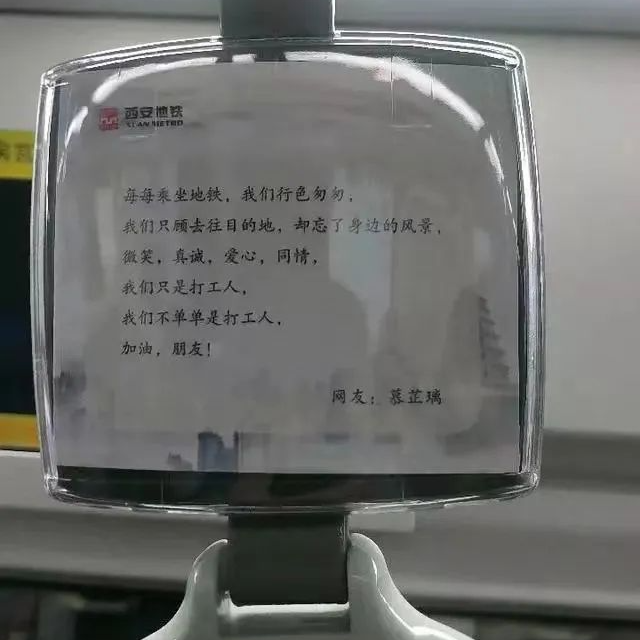 西安地铁
XI'AN METRO
每每乘坐地铁，我们行色匆匆，
我们只顾去往目的地，却忘了身边的风景，
微笑，真诚，爱心，同情，
我们只是打工人，
我们不单单是打工人，
加油，朋友！
网友：慕芷璃